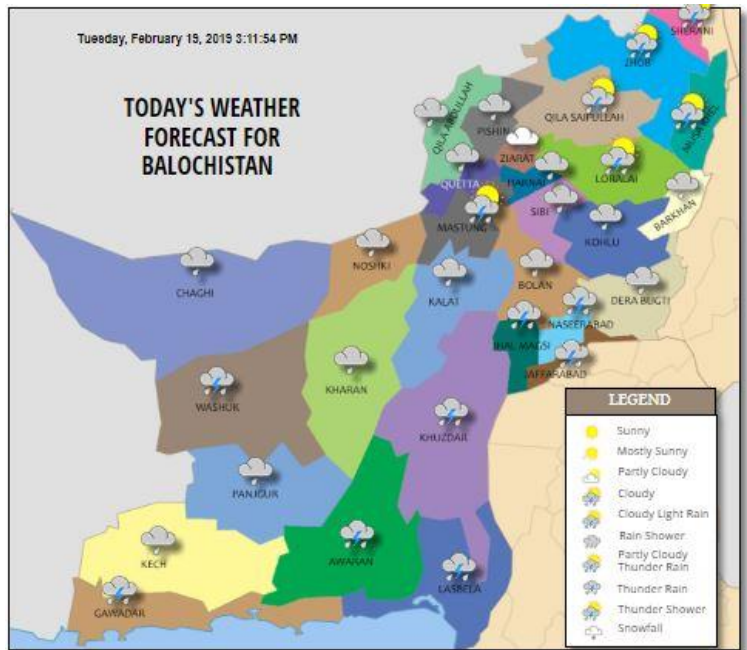 Tuesday, February 19, 2019 3:11:54 PM
TODAY'S WEATHER
FORECAST FOR
BALOCHISTAN
SHERANI
ZHOB
QILA ABDULLAH
PISHIN
QILA SAIFULLAH
MUSA KHEL
ZIARAT
QUETTA
HARNAI
LORALAI
SIBI
BARKHAN
MASTUNG
KOHLU
NOSHKI
CHAGHI
KALAT
BOLAN
DERA BUGTI
NASEERABAD
JHAL MAGSI
JAFFARABAD
KHARAN
WASHUK
KHUZDAR
PANJGUR
KECH
AWARAN
LASBELA
GAWADAR
LEGEND
Sunny
Mostly Sunny
Partly Cloudy
Cloudy
Cloudy Light Rain
Rain Shower
Partly Cloudy
Thunder Rain
Thunder Rain
Thunder Shower
Snowfall